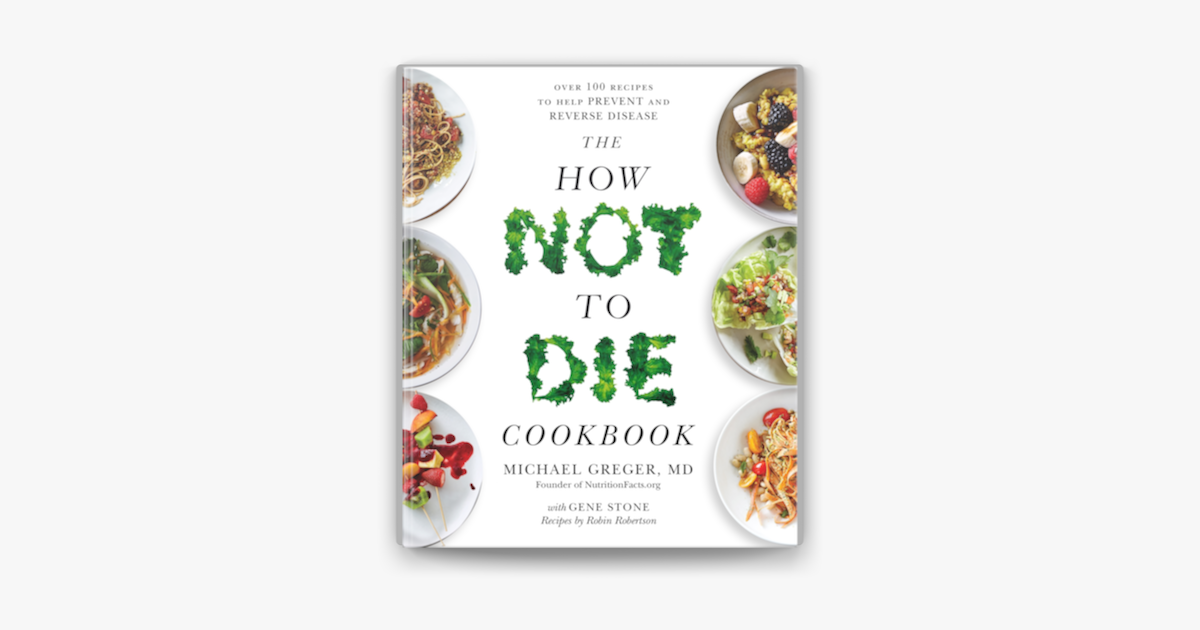 OVER 100 RECIPES
TO HELP PREVENT AND
REVERSE DISEASE
THE
HOW
NOT
TO
DIE
COOKBOOK
MICHAEL GREGER, MD
Founder of NutritionFacts.org
with GENE STONE
Recipes by Robin Robertson